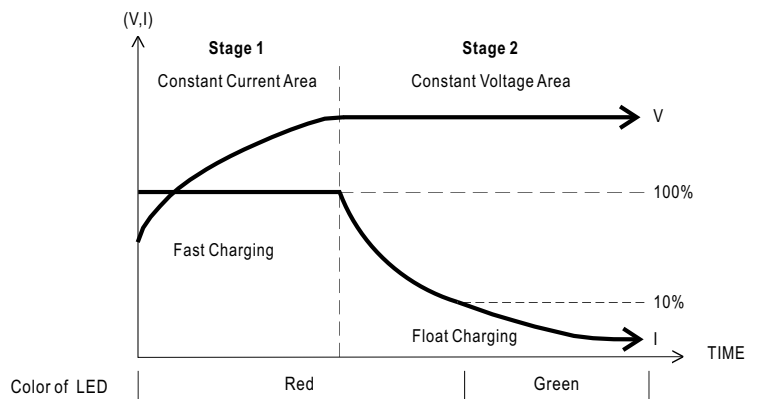 (V,I)
Stage 1
Stage 2
Constant Current Area
Constant Voltage Area
V
100%
Fast Charging
10%
Float Charging
I
TIME
Color of LED
Red
Green